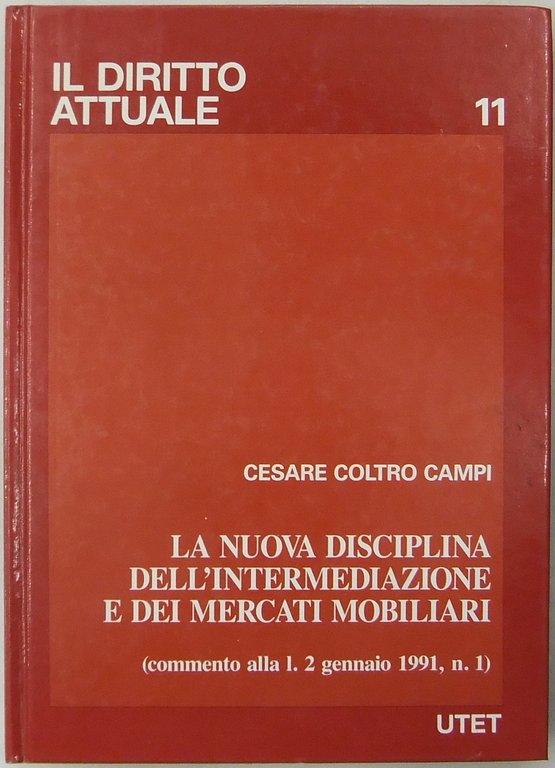 IL DIRITTO
ATTUALE 11
CESARE COLTRO CAMPI
LA NUOVA DISCIPLINA
DELL'INTERMEDIAZIONE
E DEI MERCATI MOBILIARI
(commento alla l. 2 gennaio 1991, n. 1)
UTET